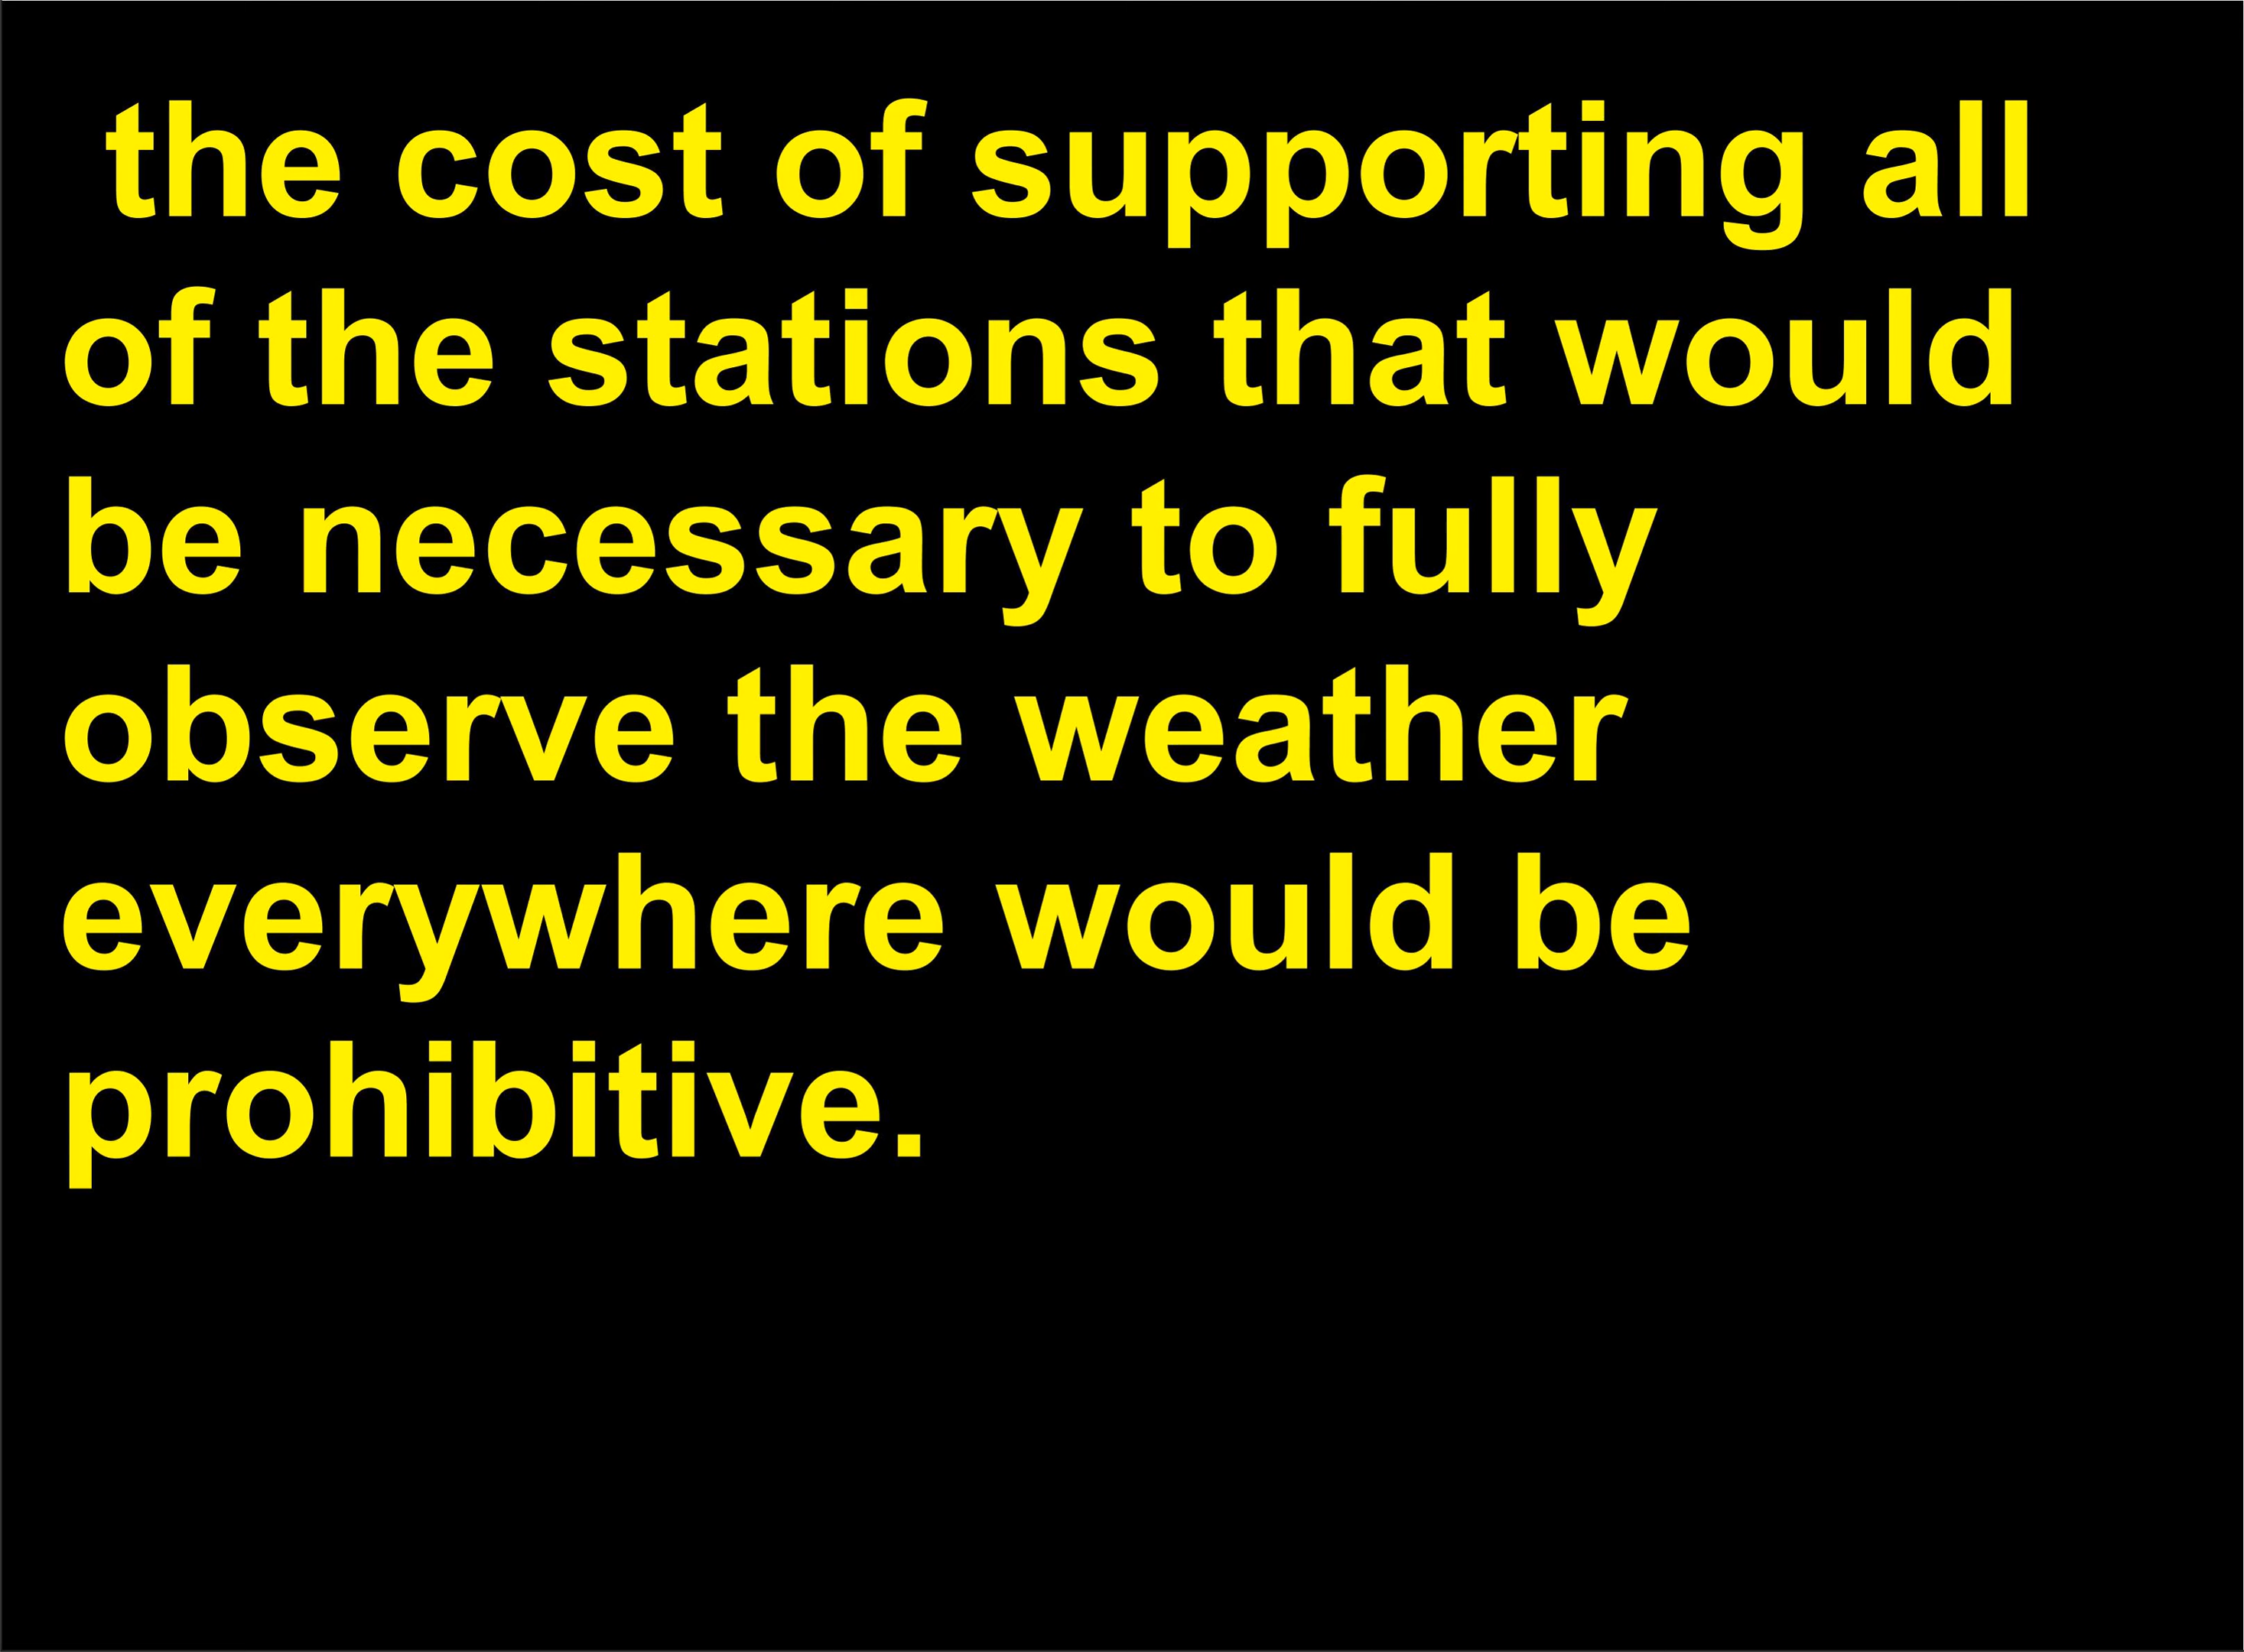 the cost of supporting all
of the stations that would
be necessary to fully
observe the weather
everywhere would be
prohibitive.